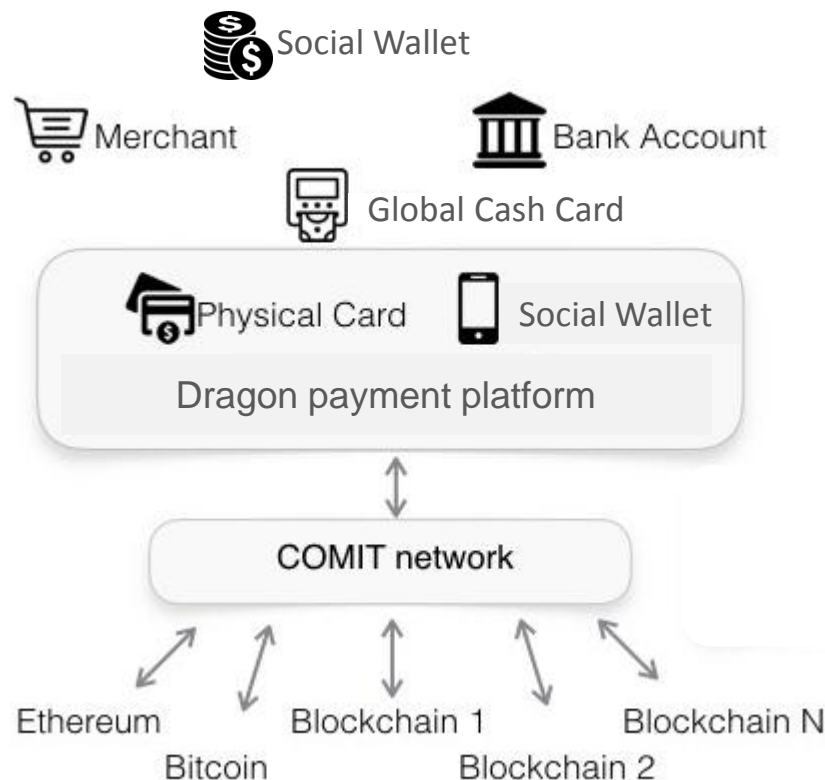 Social Wallet
Merchant
Bank Account
Global Cash Card
Physical Card
Social Wallet
Dragon payment platform
COMIT network
Ethereum
Blockchain 1
Blockchain N
Bitcoin
Blockchain 2